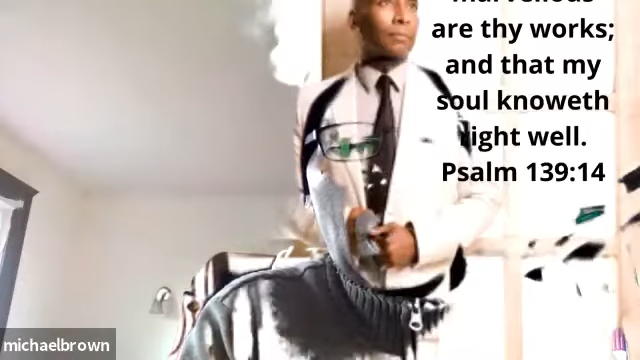 are thy works;
and that my
soul knoweth
right well.
Psalm 139:14
michaelbrown